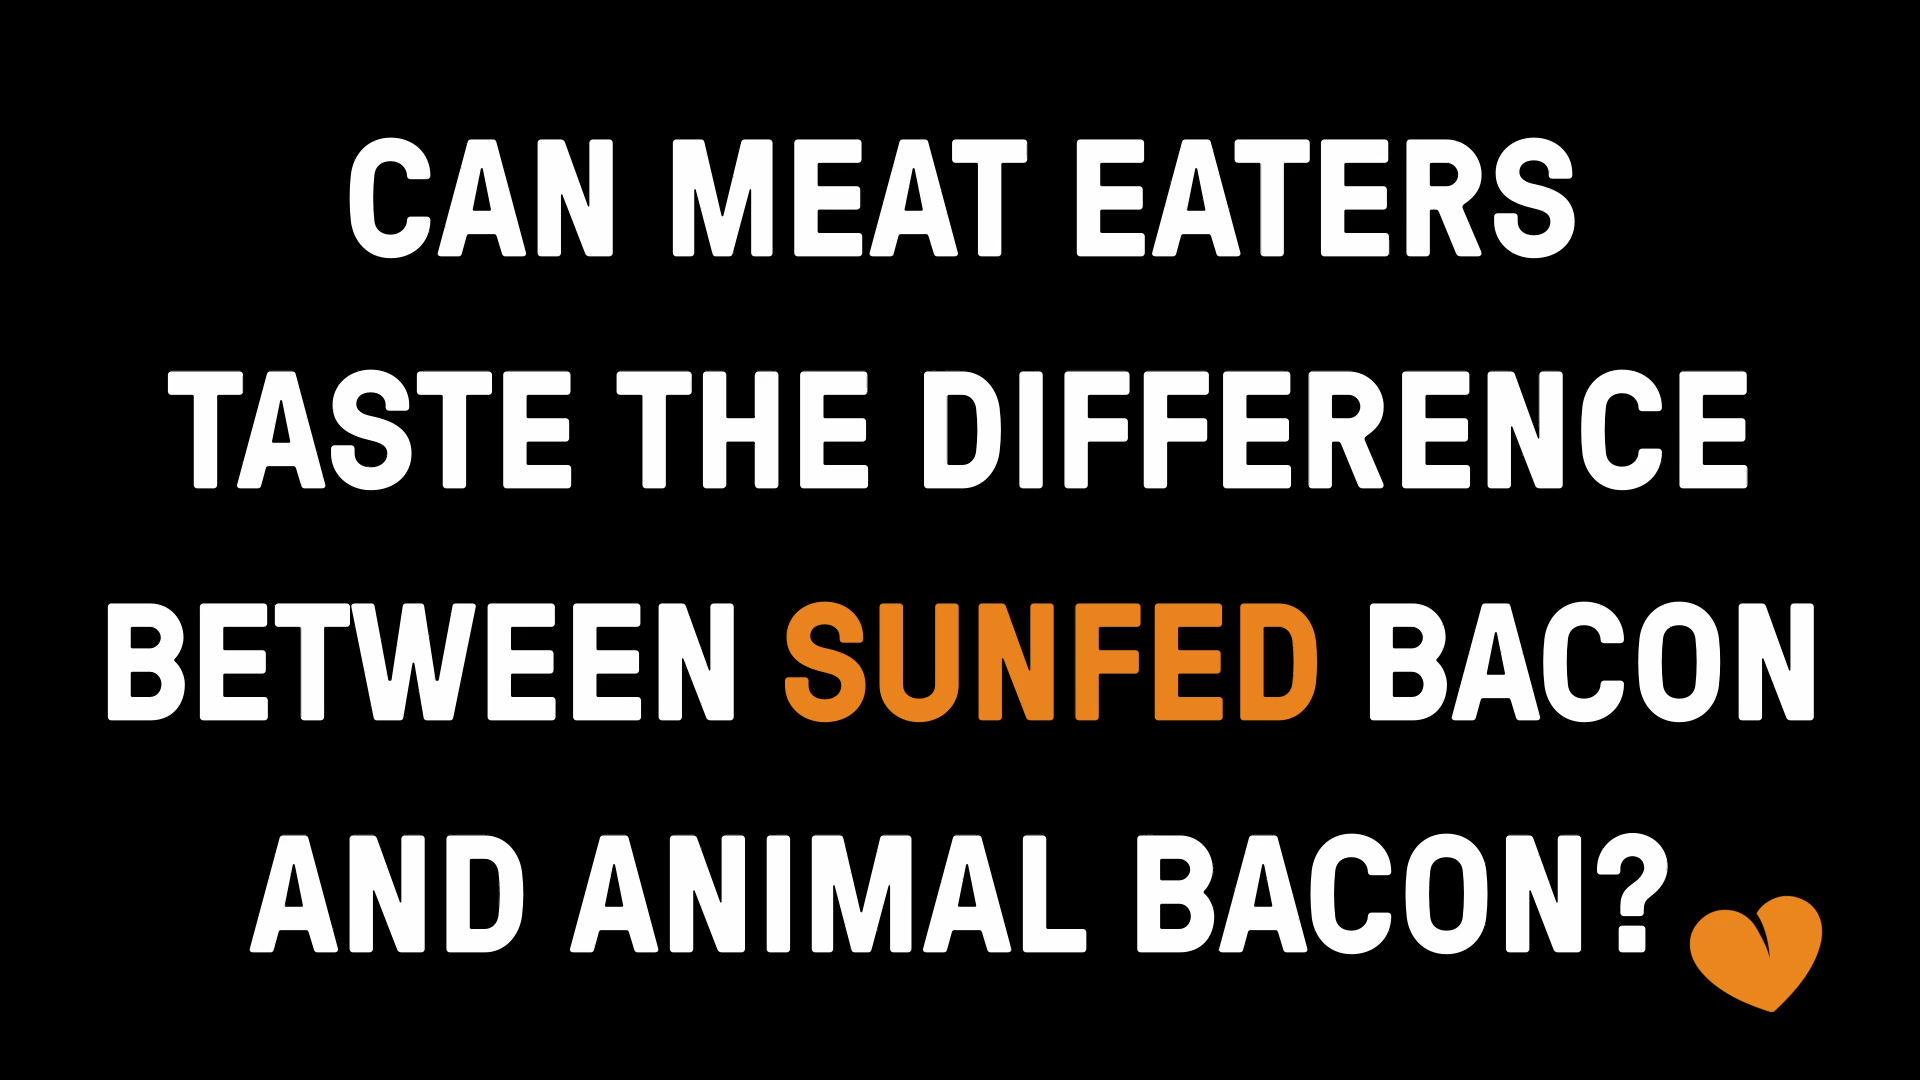 CAN MEAT EATERS
TASTE THE DIFFERENCE
BETWEEN SUNFED BACON
AND ANIMAL BACON?